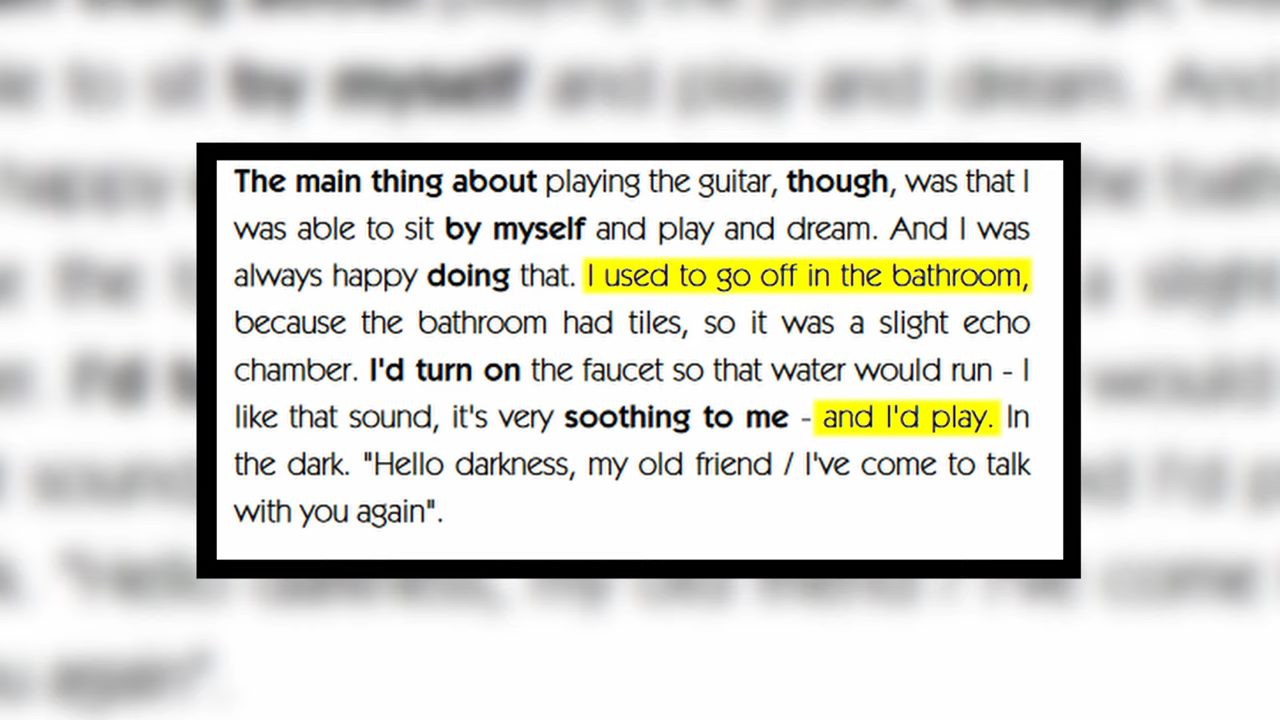 The main thing about playing the guitar, though, was that I
was able to sit by myself and play and dream. And I was
always happy doing that. I used to go off in the bathroom,
because the bathroom had tiles, so it was a slight echo
chamber. I'd turn on the faucet so that water would run - I
like that sound, it's very soothing to me - and I'd play. In
the dark. "Hello darkness, my old friend / I've come to talk
with you again".